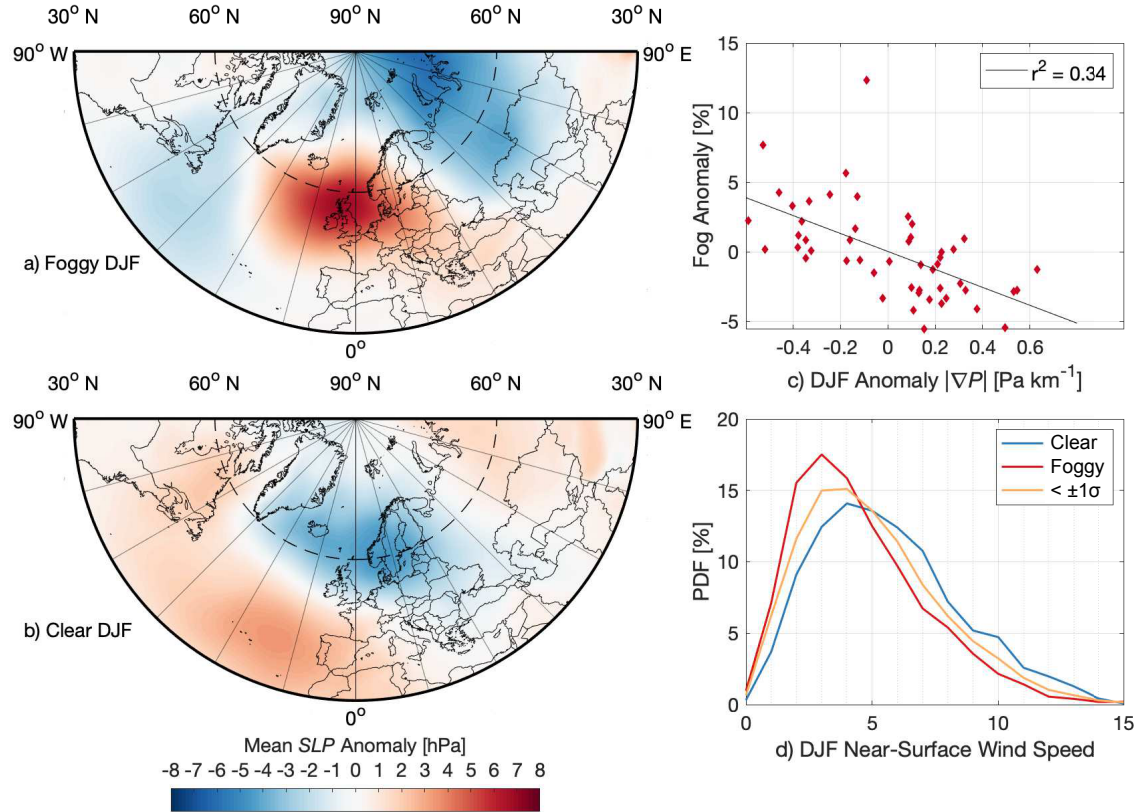 30° N 60° N 90° N 60° N 30° N
90° W
90° E
a) Foggy DJF
0°
30° N 60° N 90° N 60° N 30° N
90° W
90° E
b) Clear DJF
0°
Mean SLP Anomaly [hPa]
-8 -7 -6 -5 -4 -3 -2 -1 0 1 2 3 4 5 6 7 8
15
10
5
0
-5
Fog Anomaly [%]
r² = 0.34
-0.4 -0.2 0 0.2 0.4 0.6
c) DJF Anomaly |∇P| [Pa km⁻¹]
20
15
10
5
0
PDF [%]
Clear
Foggy
< ±1σ
0 5 10 15
d) DJF Near-Surface Wind Speed